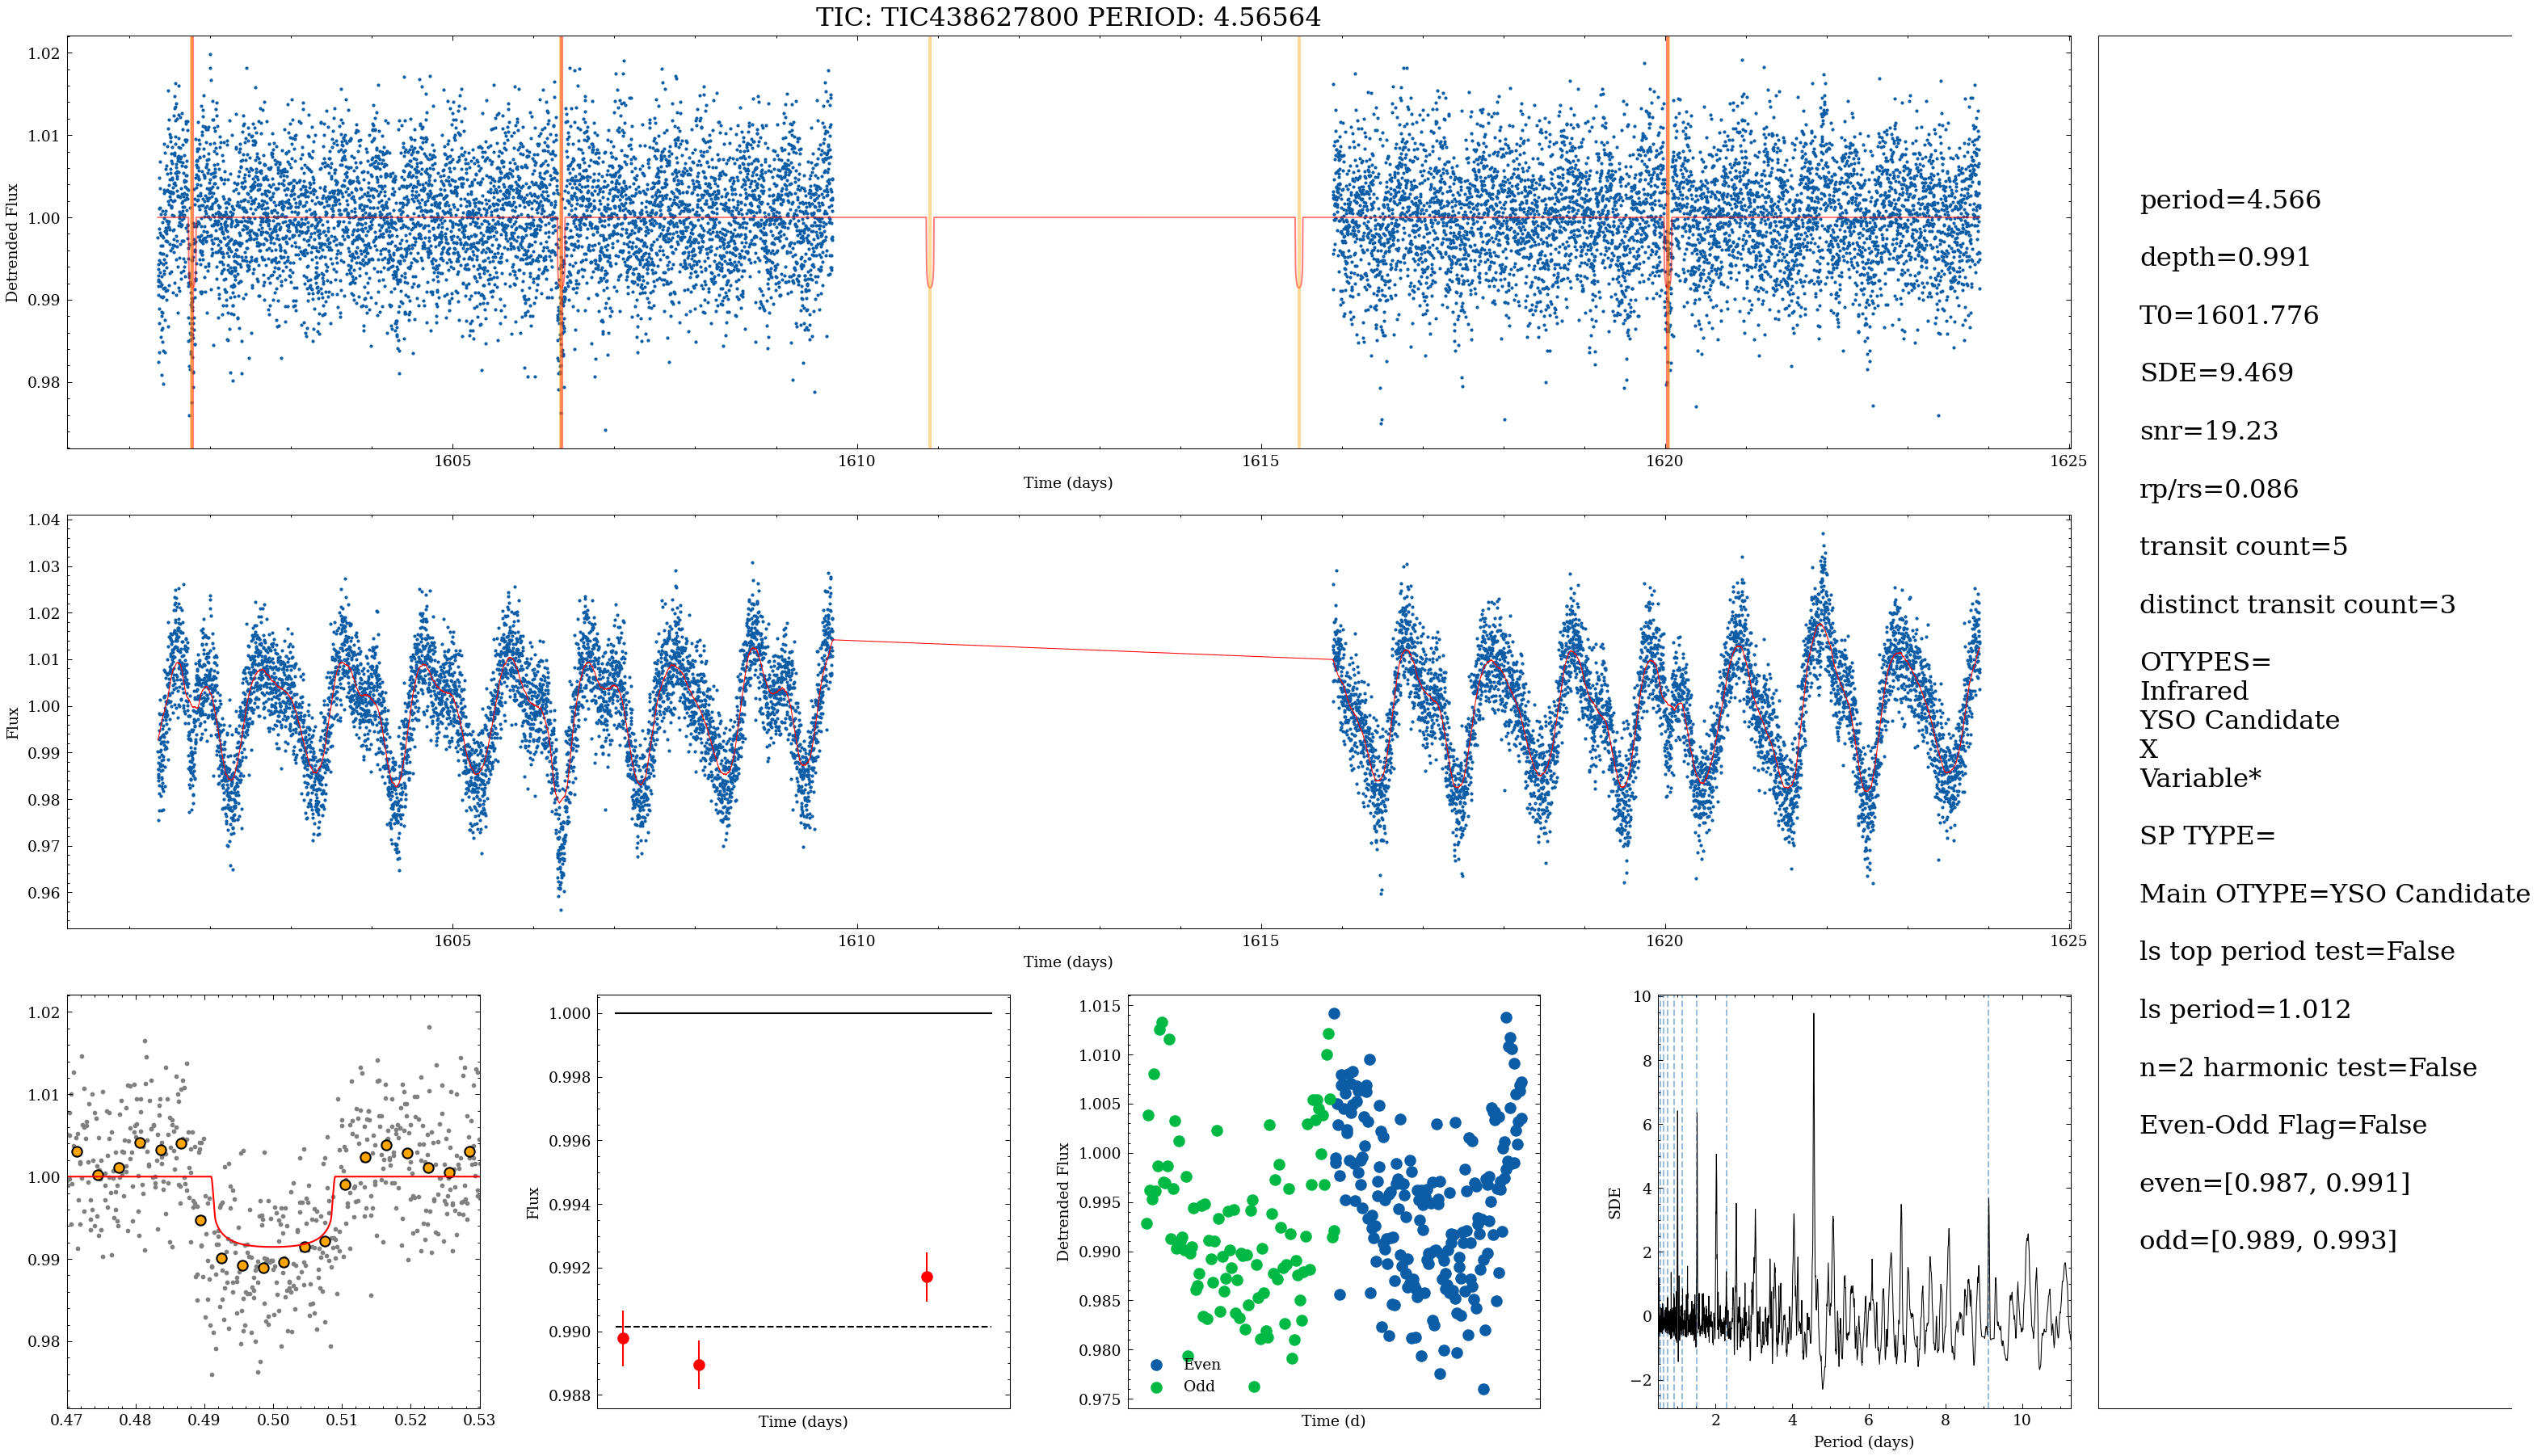 TIC: TIC438627800 PERIOD: 4.56564
1.02
1.01
1.00
0.99
0.98
Detrended Flux
1605
1610
1615
1620
1625
Time (days)
1.04
1.03
1.02
1.01
1.00
0.99
0.98
0.97
0.96
Flux
1605
1610
1615
1620
1625
Time (days)
1.02
1.01
1.00
0.99
0.98
0.47
0.48
0.49
0.50
0.51
0.52
0.53
1.000
0.998
0.996
0.994
0.992
0.990
0.988
Flux
Time (days)
1.015
1.010
1.005
1.000
0.995
0.990
0.985
0.980
0.975
Detrended Flux
Even
Odd
Time (d)
10
8
6
4
2
0
−2
SDE
2
4
6
8
10
Period (days)
period=4.566
depth=0.991
T0=1601.776
SDE=9.469
snr=19.23
rp/rs=0.086
transit count=5
distinct transit count=3
OTYPES=
Infrared
YSO Candidate
X
Variable*
SP TYPE=
Main OTYPE=YSO Candidate
ls top period test=False
ls period=1.012
n=2 harmonic test=False
Even-Odd Flag=False
even=[0.987, 0.991]
odd=[0.989, 0.993]